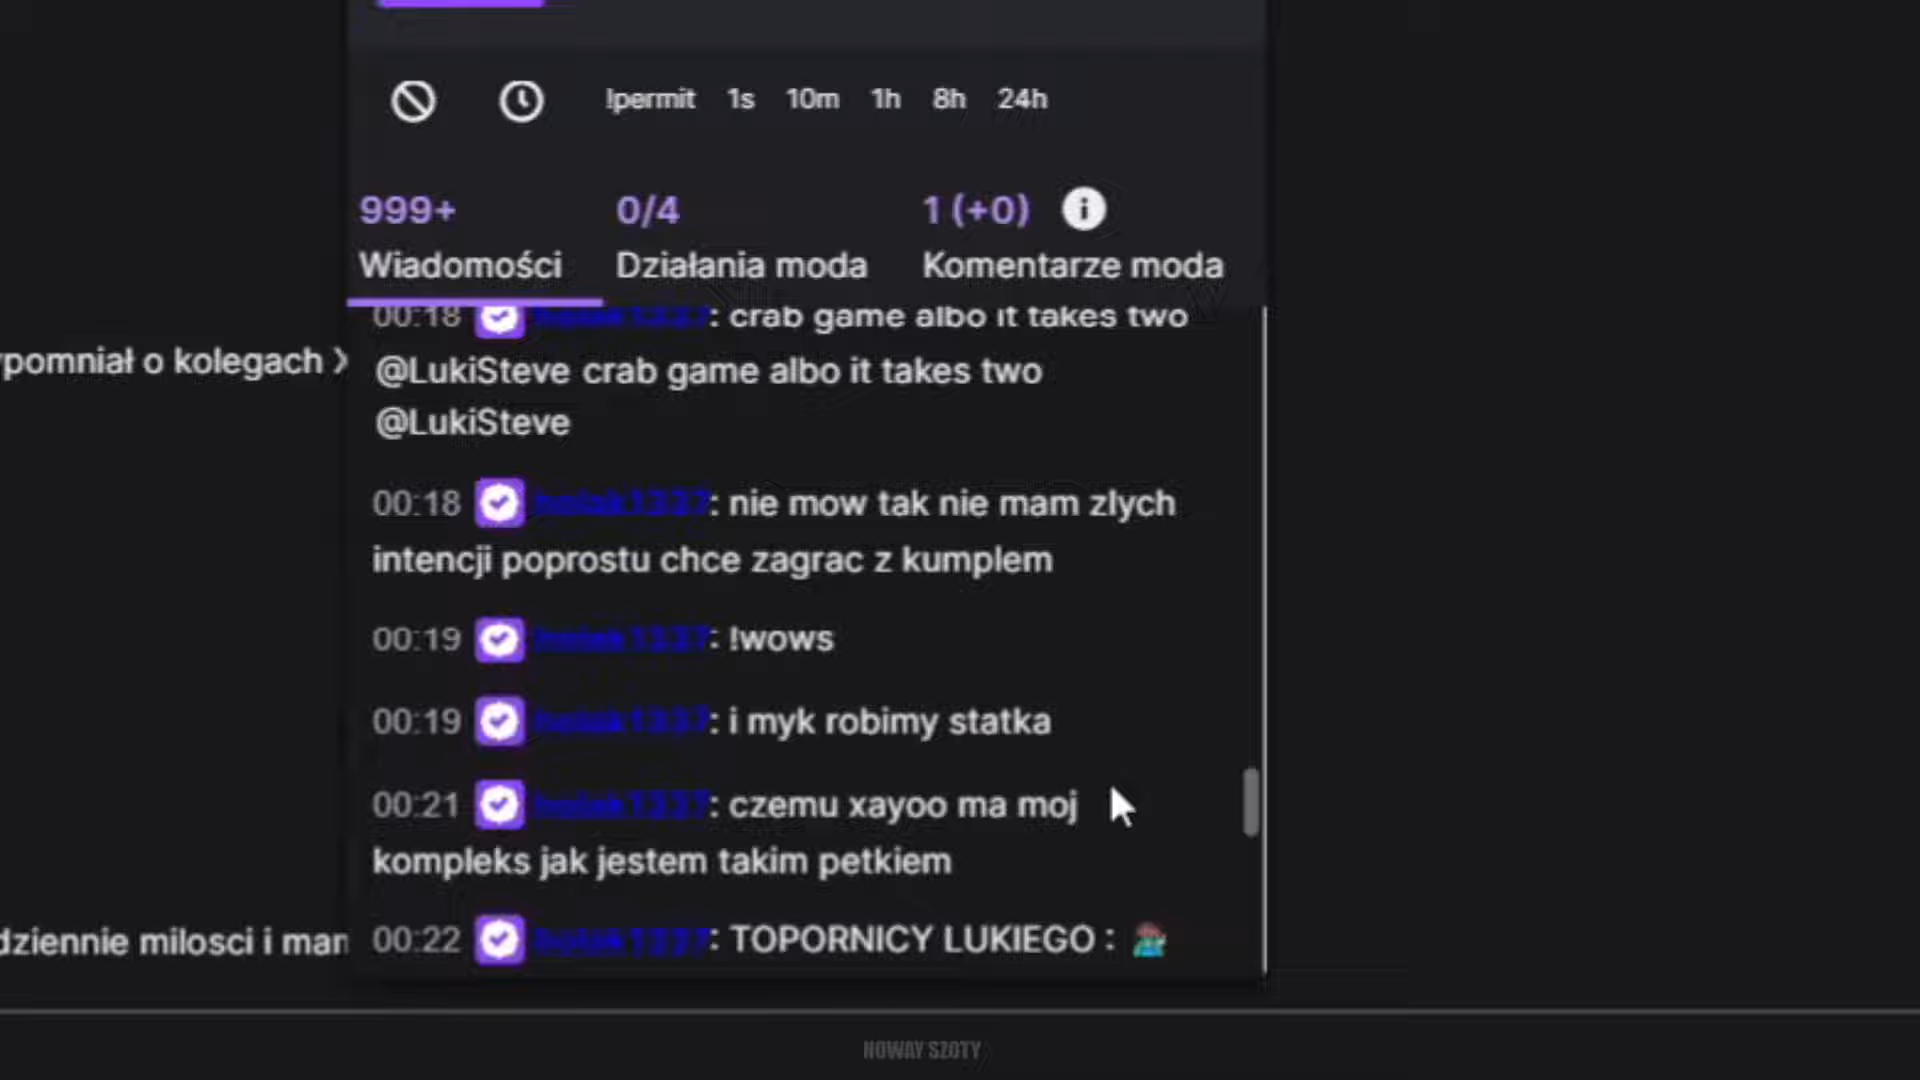 !permit 1s 10m 1h 8h 24h
999+ 0/4 1 (+0)
Wiadomości Działania moda Komentarze moda
00:18 : crab game albo it takes two
@LukiSteve crab game albo it takes two
@LukiSteve
ypomniał o kolegach
00:18 : nie mow tak nie mam zlych
intencji poprostu chce zagrac z kumplem
00:19 : !wows
00:19 : i myk robimy statka
00:21 : czemu xayoo ma moj
kompleks jak jestem takim petkiem
00:22 : TOPORNICY LUKIEGO :
dziennie milosci i mam
NOWAY SZOTY